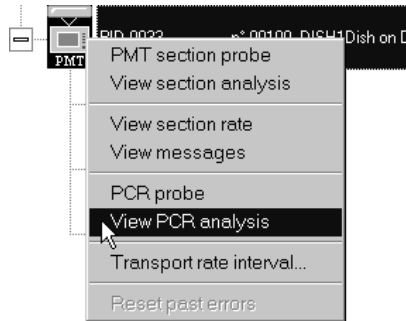 PID 0033 n° 00100 DISH1Dish on D
PMT
PMT section probe
View section analysis
View section rate
View messages
PCR probe
View PCR analysis
Transport rate interval...
Reset past errors